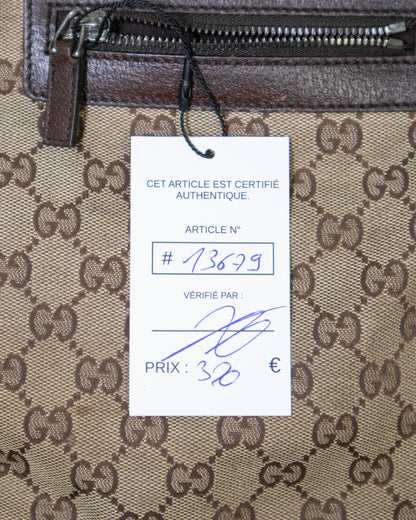 CET ARTICLE EST CERTIFIÉ
AUTHENTIQUE.
ARTICLE N°
# 13679
VÉRIFIÉ PAR :
PRIX : 320 €